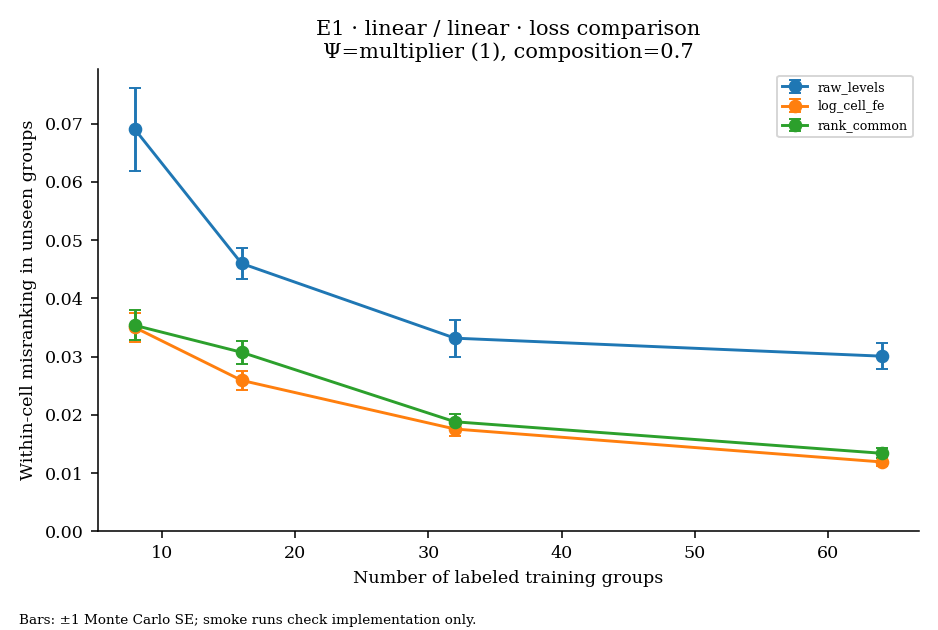 E1 · linear / linear · loss comparison
Ψ=multiplier (1), composition=0.7
raw_levels
log_cell_fe
rank_common
Within-cell misranking in unseen groups
0.07
0.06
0.05
0.04
0.03
0.02
0.01
0.00
10 20 30 40 50 60
Number of labeled training groups
Bars: ±1 Monte Carlo SE; smoke runs check implementation only.